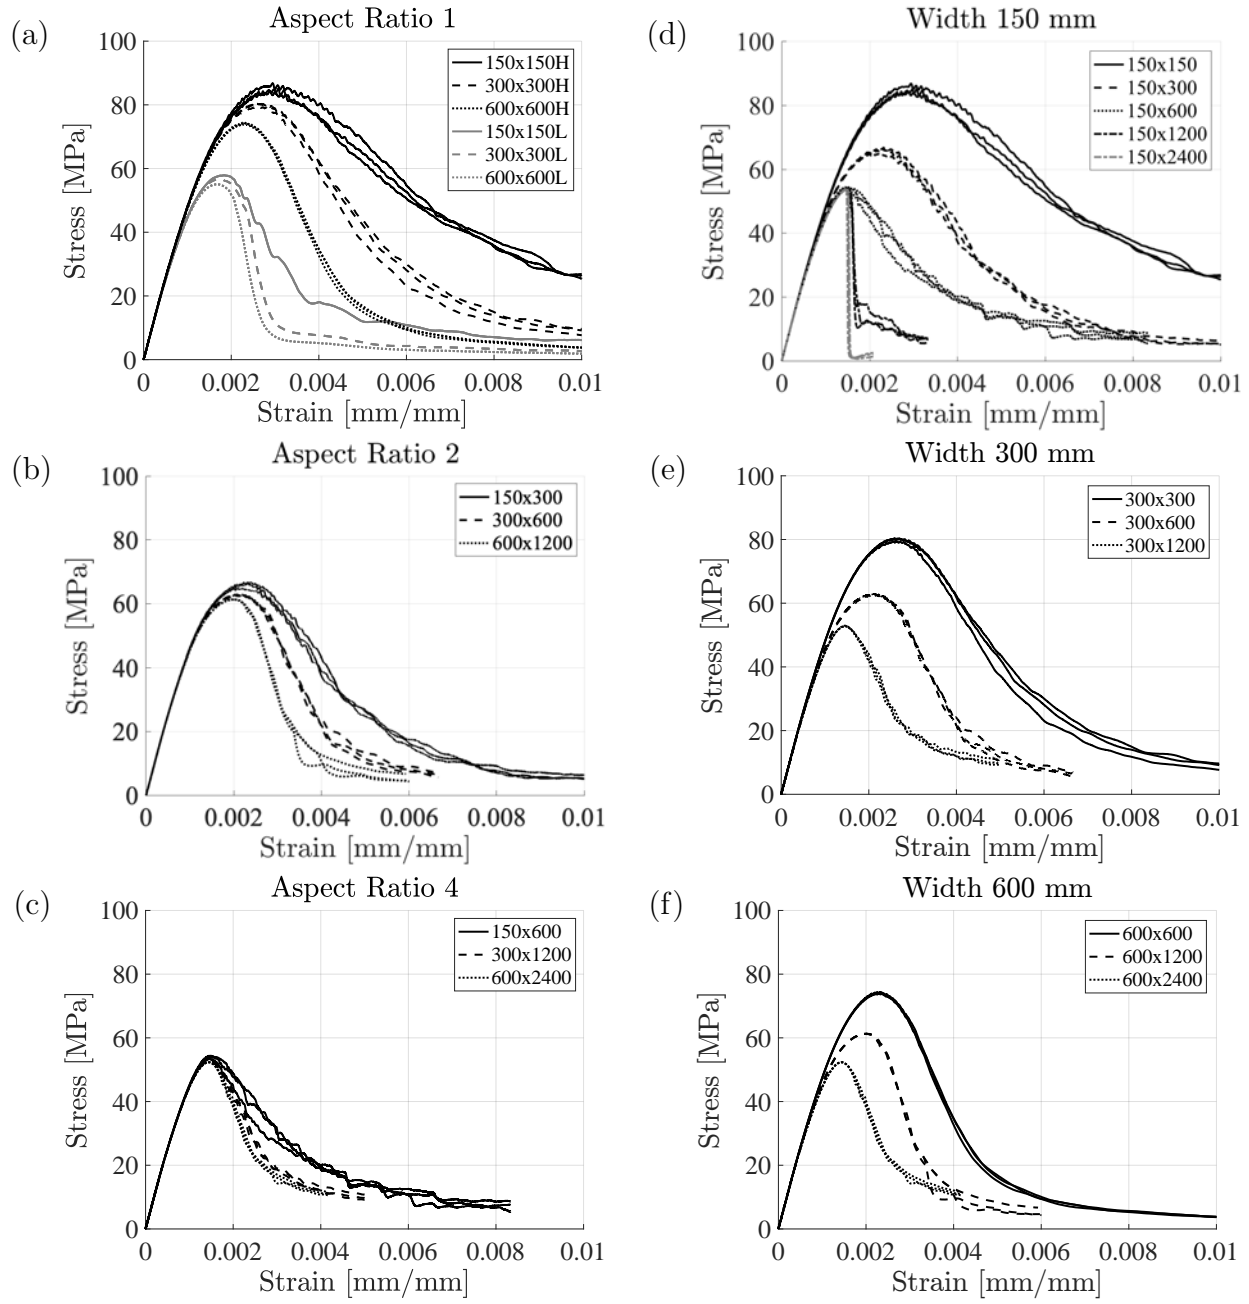 (a)
Aspect Ratio 1
Stress [MPa]
100
80
60
40
20
0
150x150H
300x300H
600x600H
150x150L
300x300L
600x600L
0 0.002 0.004 0.006 0.008 0.01
Strain [mm/mm]
(d)
Width 150 mm
Stress [MPa]
100
80
60
40
20
0
150x150
150x300
150x600
150x1200
150x2400
0 0.002 0.004 0.006 0.008 0.01
Strain [mm/mm]
(b)
Aspect Ratio 2
Stress [MPa]
100
80
60
40
20
0
150x300
300x600
600x1200
0 0.002 0.004 0.006 0.008 0.01
Strain [mm/mm]
(e)
Width 300 mm
Stress [MPa]
100
80
60
40
20
0
300x300
300x600
300x1200
0 0.002 0.004 0.006 0.008 0.01
Strain [mm/mm]
(c)
Aspect Ratio 4
Stress [MPa]
100
80
60
40
20
0
150x600
300x1200
600x2400
0 0.002 0.004 0.006 0.008 0.01
Strain [mm/mm]
(f)
Width 600 mm
Stress [MPa]
100
80
60
40
20
0
600x600
600x1200
600x2400
0 0.002 0.004 0.006 0.008 0.01
Strain [mm/mm]